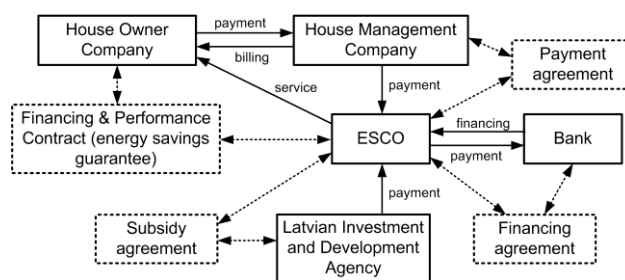 House Owner
Company
payment
billing
House Management
Company
Payment
agreement
service
payment
Financing & Performance
Contract (energy savings
guarantee)
ESCO
financing
payment
Bank
payment
Subsidy
agreement
Latvian Investment
and Development
Agency
Financing
agreement